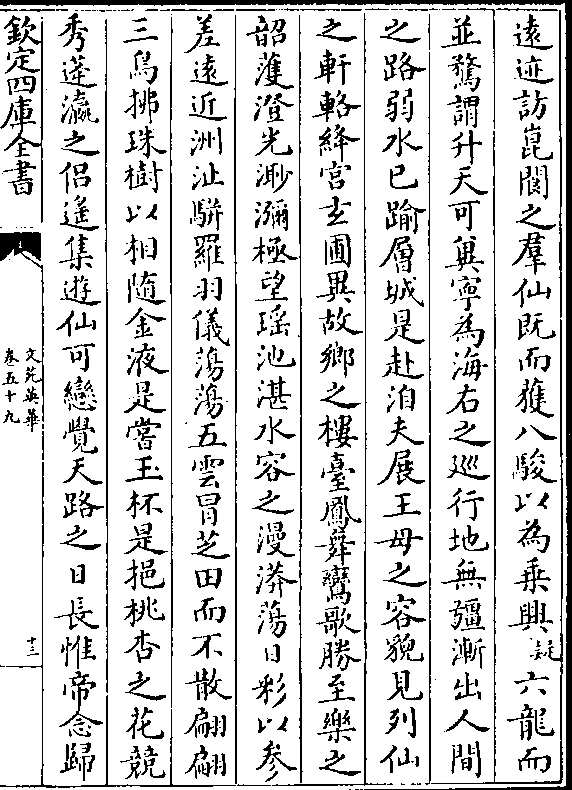 遠迹訪崑閬之羣仙既而獲八駿以為乗興疑六龍而
並騖謂升天可冀寧為海右之廵行地無疆漸出人間
之路弱水已踰層城是赴洎夫展王母之容貌見列仙
之軒輅絳宫玄圃異故鄉之樓臺鳳舞鸞歌勝至樂之
韶頀澄光渺瀰極望瑶池湛水容之漫漭蕩日彩以參
差遠近洲沚駢羅羽儀蕩蕩五雲冒芝田而不散翩翩
三鳥拂珠樹以相随金液是嘗玉杯是挹桃杏之花競
秀蓬瀛之侣遥集遊仙可戀覺天路之日長惟帝念歸
欽定四庫全書
文苑英華
卷五十九
十三